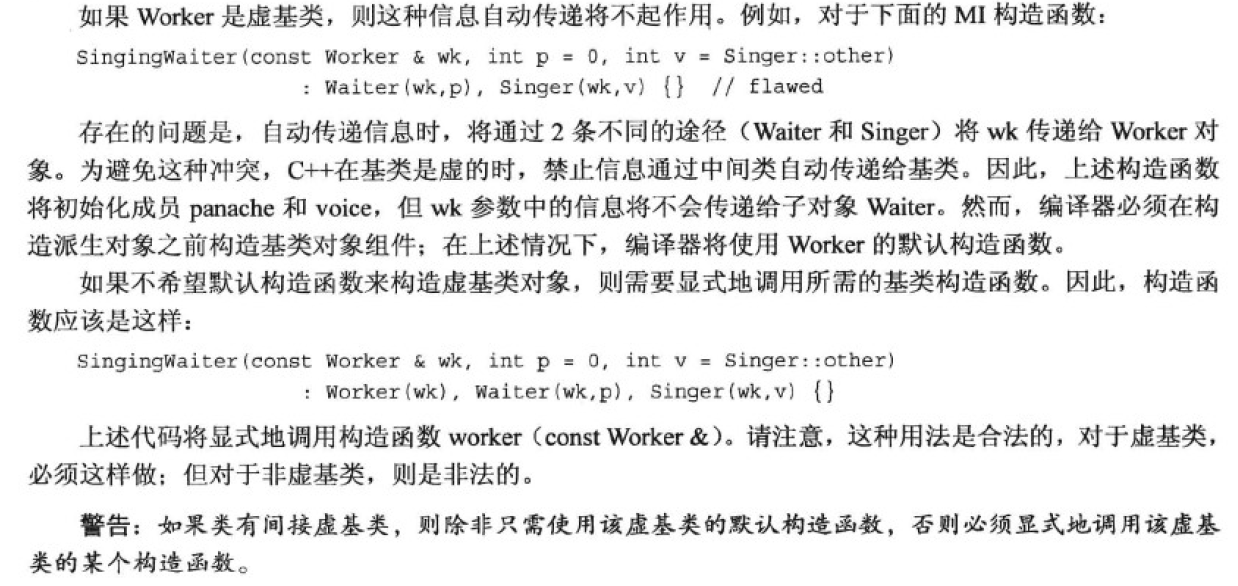 如果 Worker 是虚基类，则这种信息自动传递将不起作用。例如，对于下面的 MI 构造函数：
SingingWaiter(const Worker & wk, int p = 0, int v = Singer::other)
: Waiter(wk,p), Singer(wk,v) {} // flawed
存在的问题是，自动传递信息时，将通过 2 条不同的途径（Waiter 和 Singer）将 wk 传递给 Worker 对
象。为避免这种冲突，C++在基类是虚的时，禁止信息通过中间类自动传递给基类。因此，上述构造函数
将初始化成员 panache 和 voice，但 wk 参数中的信息将不会传递给子对象 Waiter。然而，编译器必须在构
造派生对象之前构造基类对象组件；在上述情况下，编译器将使用 Worker 的默认构造函数。
如果不希望默认构造函数来构造虚基类对象，则需要显式地调用所需的基类构造函数。因此，构造函
数应该是这样：
SingingWaiter(const Worker & wk, int p = 0, int v = Singer::other)
: Worker(wk), Waiter(wk,p), Singer(wk,v) {}
上述代码将显式地调用构造函数 worker（const Worker &）。请注意，这种用法是合法的，对于虚基类，
必须这样做；但对于非虚基类，则是非法的。
警告：如果类有间接虚基类，则除非只需使用该虚基类的默认构造函数，否则必须显式地调用该虚基
类的某个构造函数。